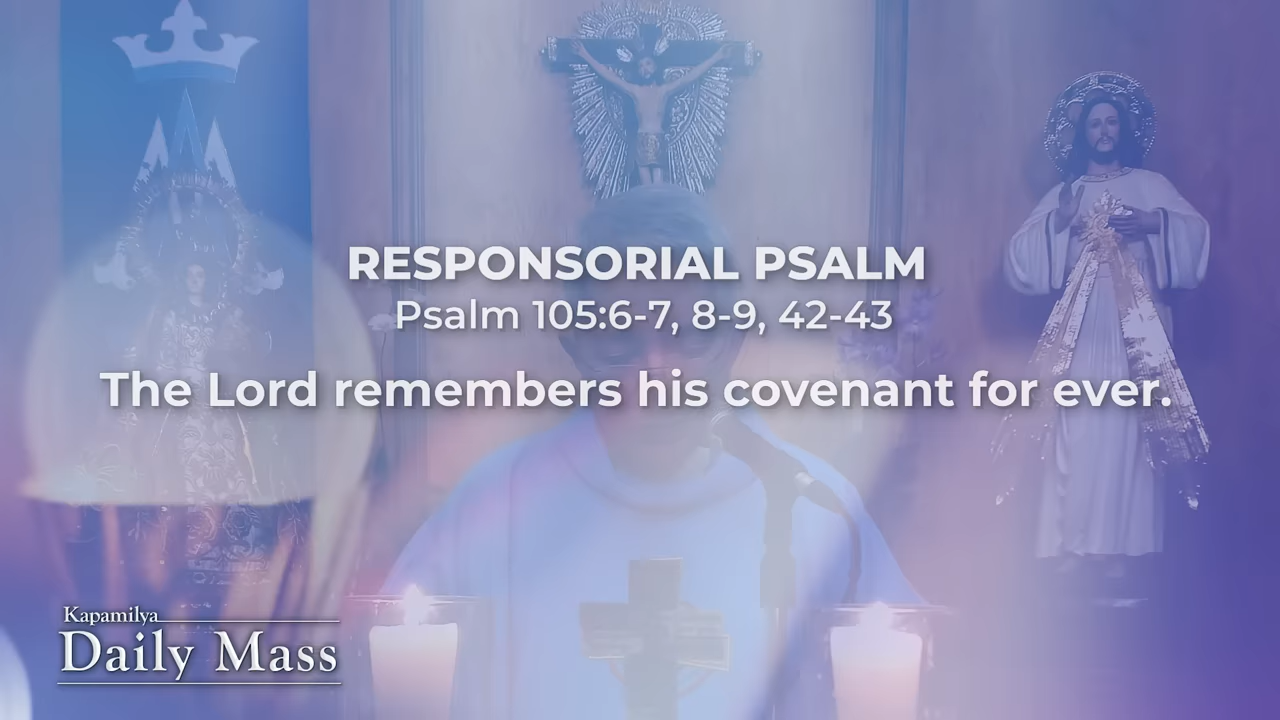 RESPONSORIAL PSALM
Psalm 105:6-7, 8-9, 42-43
The Lord remembers his covenant for ever.
Kapamilya
Daily Mass